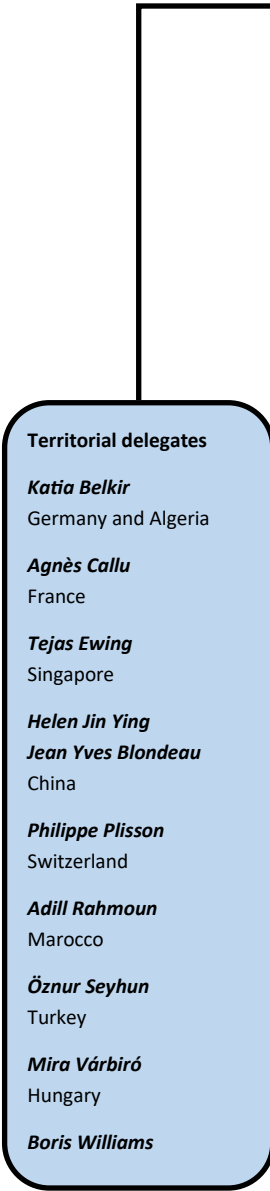 Territorial delegates
Katia Belkir
Germany and Algeria
Agnès Callu
France
Tejas Ewing
Singapore
Helen Jin Ying
Jean Yves Blondeau
China
Philippe Plisson
Switzerland
Adill Rahmoun
Marocco
Öznur Seyhun
Turkey
Mira Várbiró
Hungary
Boris Williams